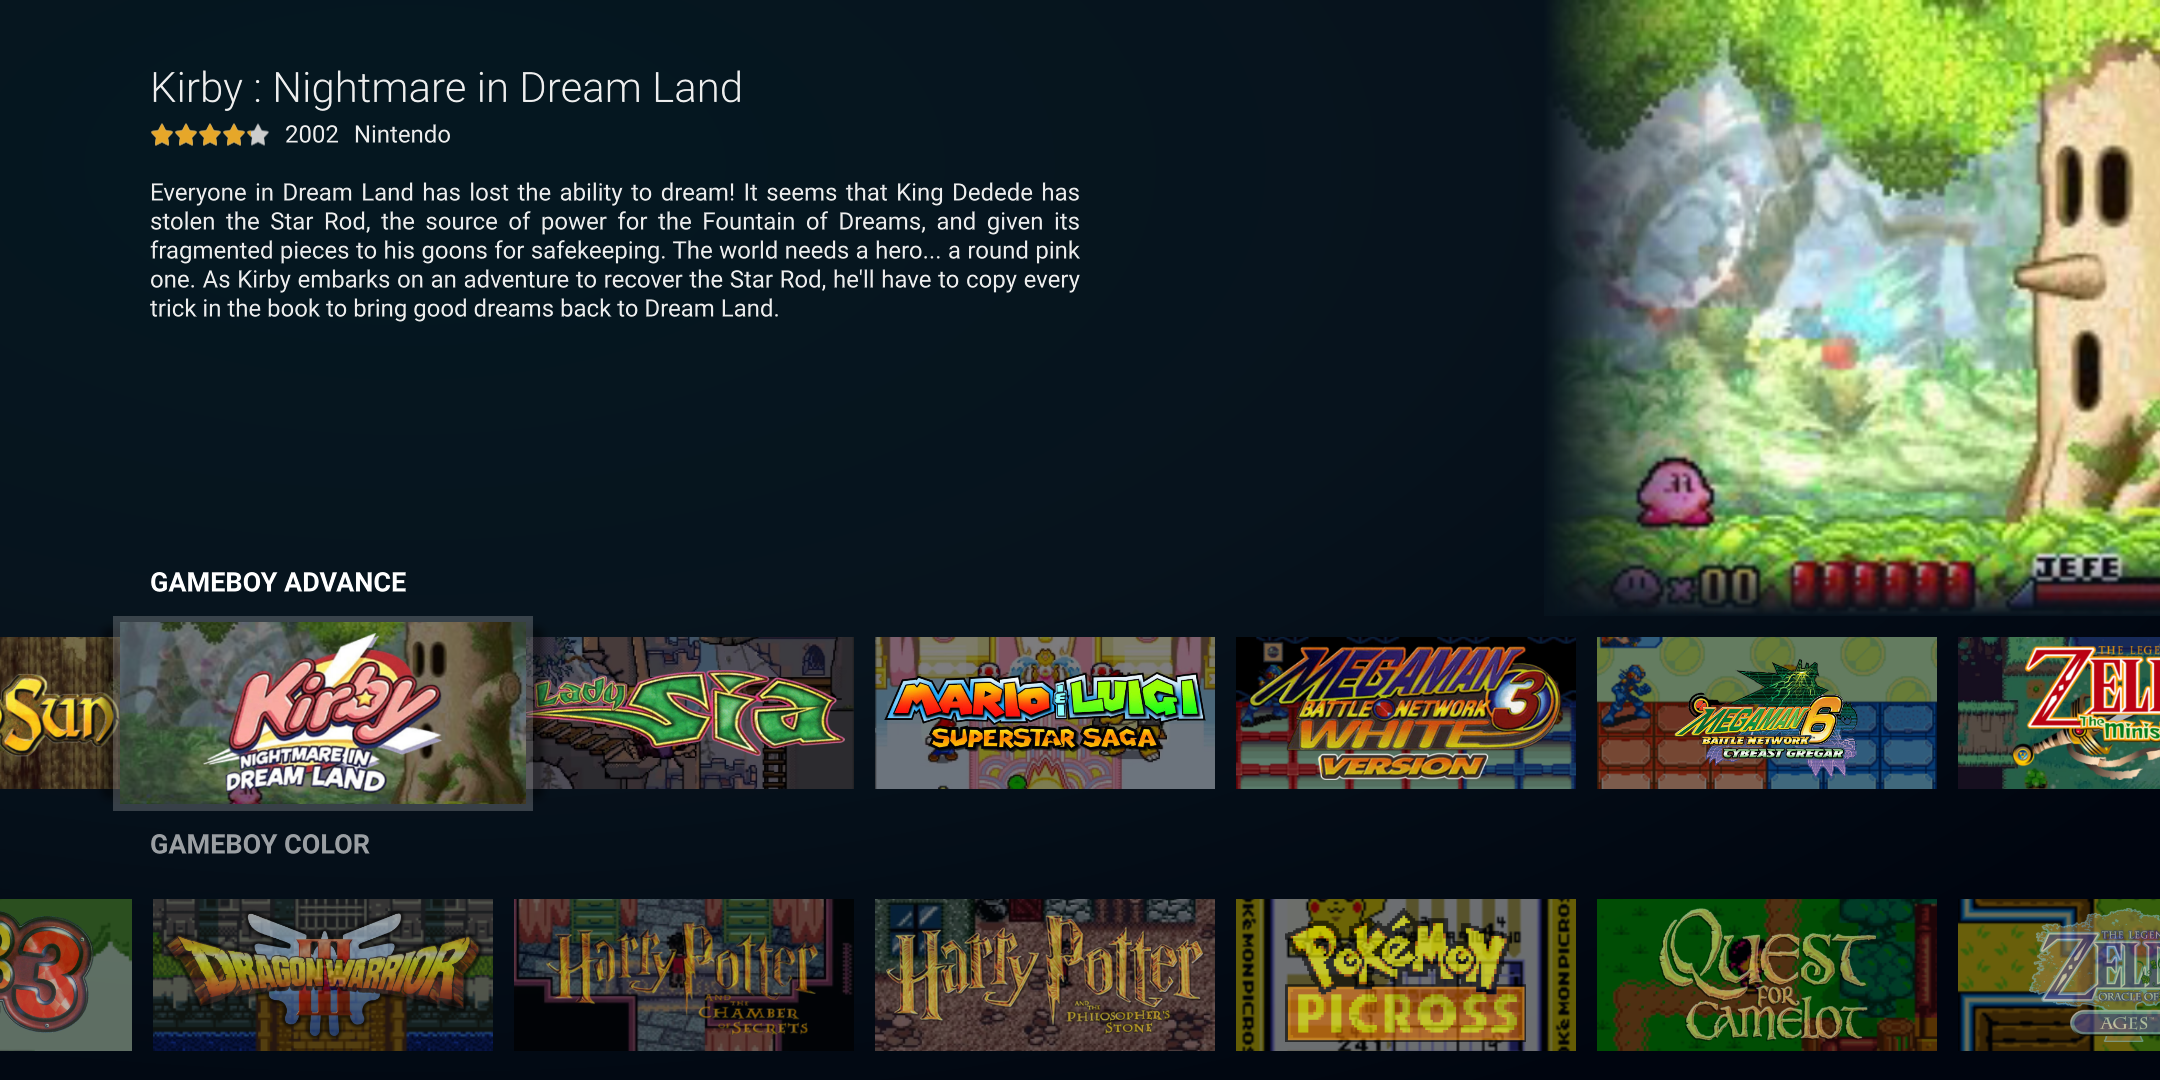 Kirby : Nightmare in Dream Land
2002 Nintendo
Everyone in Dream Land has lost the ability to dream! It seems that King Dedede has
stolen the Star Rod, the source of power for the Fountain of Dreams, and given its
fragmented pieces to his goons for safekeeping. The world needs a hero... a round pink
one. As Kirby embarks on an adventure to recover the Star Rod, he'll have to copy every
trick in the book to bring good dreams back to Dream Land.
x00
JEFE
GAMEBOY ADVANCE
Sun
Kirby
NIGHTMARE IN
DREAM LAND
Lady
Sia
MARIO & LUIGI
SUPERSTAR SAGA
MEGAMAN
BATTLE NETWORK 3
WHITE
VERSION
MEGAMAN 6
BATTLE NETWORK
CYBEAST GREGAR
THE LEGE
ZEL
The
Minis
GAMEBOY COLOR
3
DRAGON WARRIOR
III
Harry Potter
AND THE
CHAMBER
OF SECRETS
Harry Potter
AND THE
PHILOSOPHER'S
STONE
POKéMON
PICROSS
KÉMON PICROSS
OKÉMON PICROS
QUEST
FOR
CAMELOT
THE LEGEN
ZEL
ORACLE OF
AGES